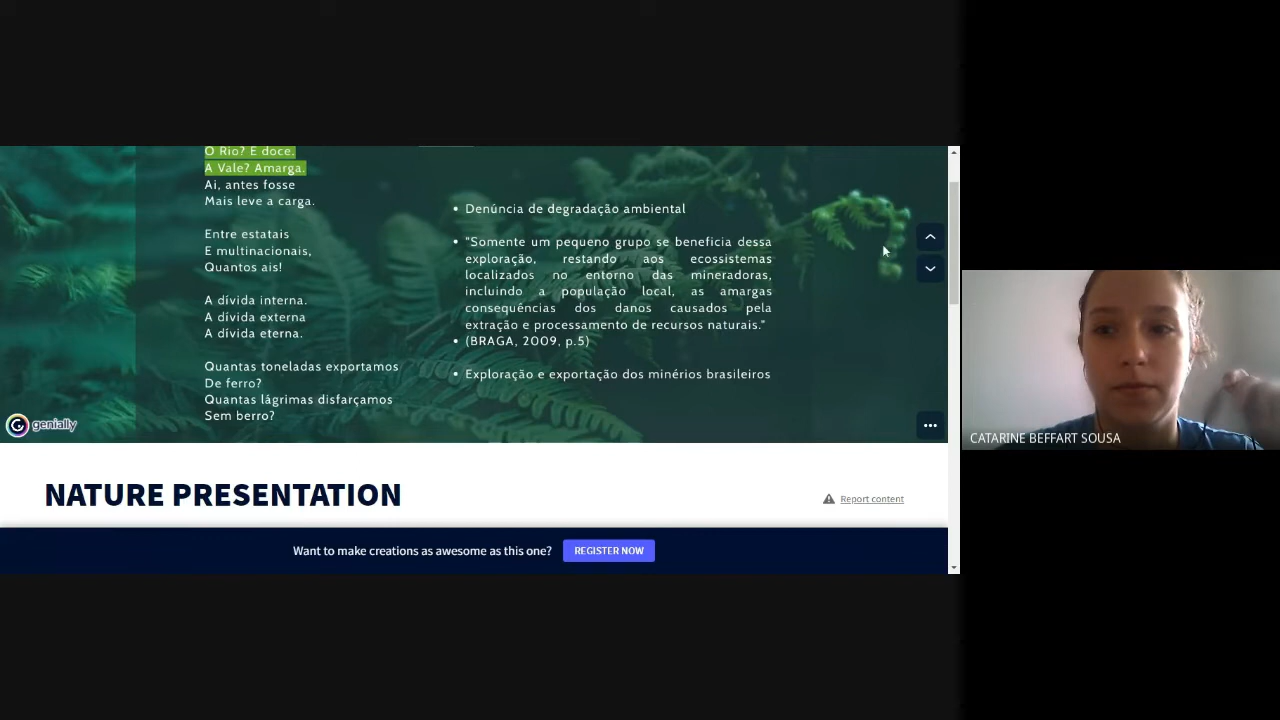 O Rio? É doce.
A Vale? Amarga.
Ai, antes fosse
Mais leve a carga.
Entre estatais
E multinacionais,
Quantos ais!
A dívida interna.
A dívida externa
A dívida eterna.
Quantas toneladas exportamos
De ferro?
Quantas lágrimas disfarçamos
Sem berro?
• Denúncia de degradação ambiental
• "Somente um pequeno grupo se beneficia dessa
exploração, restando aos ecossistemas
localizados no entorno das mineradoras,
incluindo a população local, as amargas
consequências dos danos causados pela
extração e processamento de recursos naturais."
• (BRAGA, 2009, p.5)
• Exploração e exportação dos minérios brasileiros
genially
NATURE PRESENTATION
Report content
Want to make creations as awesome as this one?
REGISTER NOW
CATARINE BEFFART SOUSA